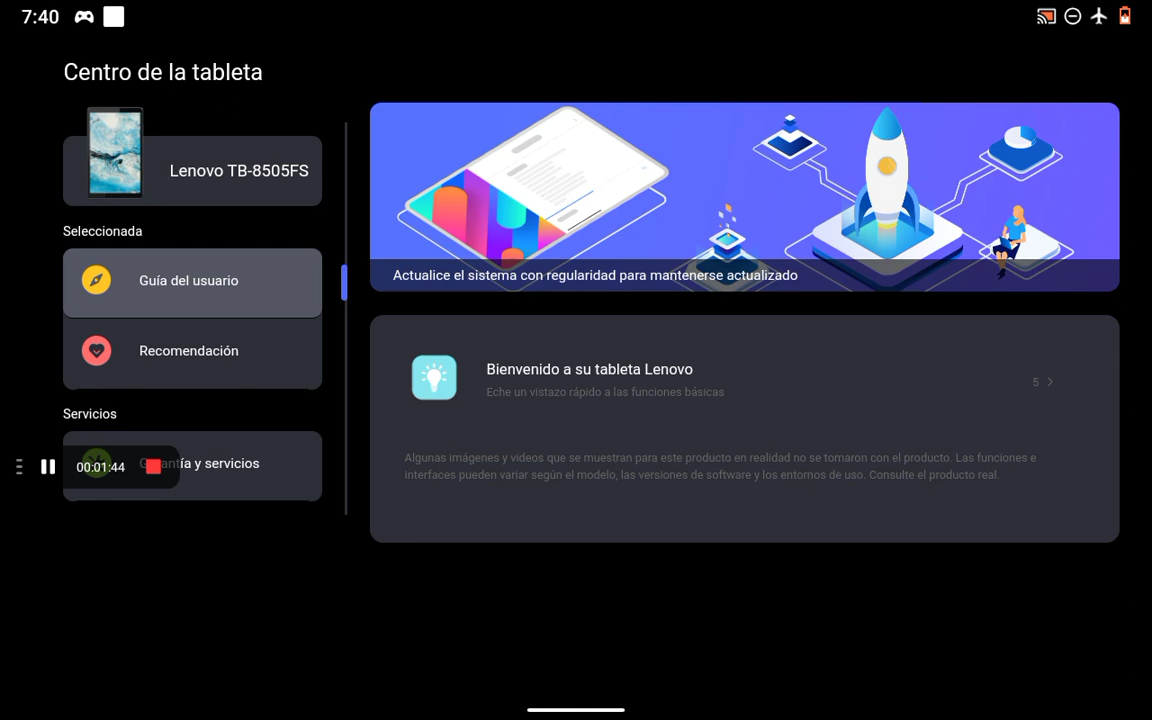 7:40
Centro de la tableta
Lenovo TB-8505FS
Seleccionada
Guía del usuario
Recomendación
Servicios
00:01:44
y servicios
Actualice el sistema con regularidad para mantenerse actualizado
Bienvenido a su tableta Lenovo
Eche un vistazo rápido a las funciones básicas
5
Algunas imágenes y videos que se muestran para este producto en realidad no se tomaron con el producto. Las funciones e
interfaces pueden variar según el modelo, las versiones de software y los entornos de uso. Consulte el producto real.